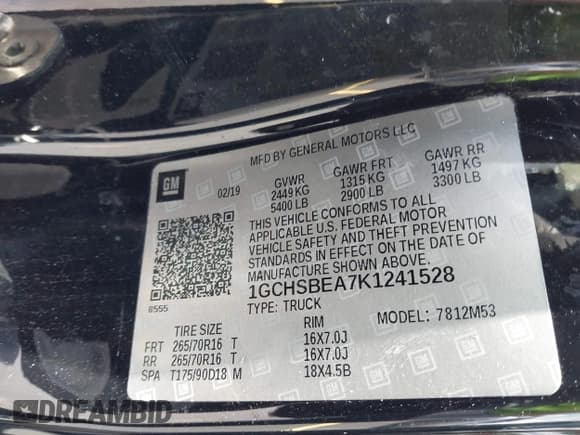 MFD BY GENERAL MOTORS LLC
GM
02/19
GVWR GAWR FRT GAWR RR
2449 KG 1315 KG 1497 KG
5400 LB 2900 LB 3300 LB
THIS VEHICLE CONFORMS TO ALL
APPLICABLE U.S. FEDERAL MOTOR
VEHICLE SAFETY AND THEFT PREVENTION
STANDARDS IN EFFECT ON THE DATE OF
MANUFACTURE SHOWN ABOVE.
1GCHSBEA7K1241528
8555
TYPE: TRUCK MODEL: 7812M53
TIRE SIZE RIM
FRT 265/70R16 T 16X7.0J
RR 265/70R16 T 16X7.0J
SPA T175/90D18 M 18X4.5B
DREAMBID